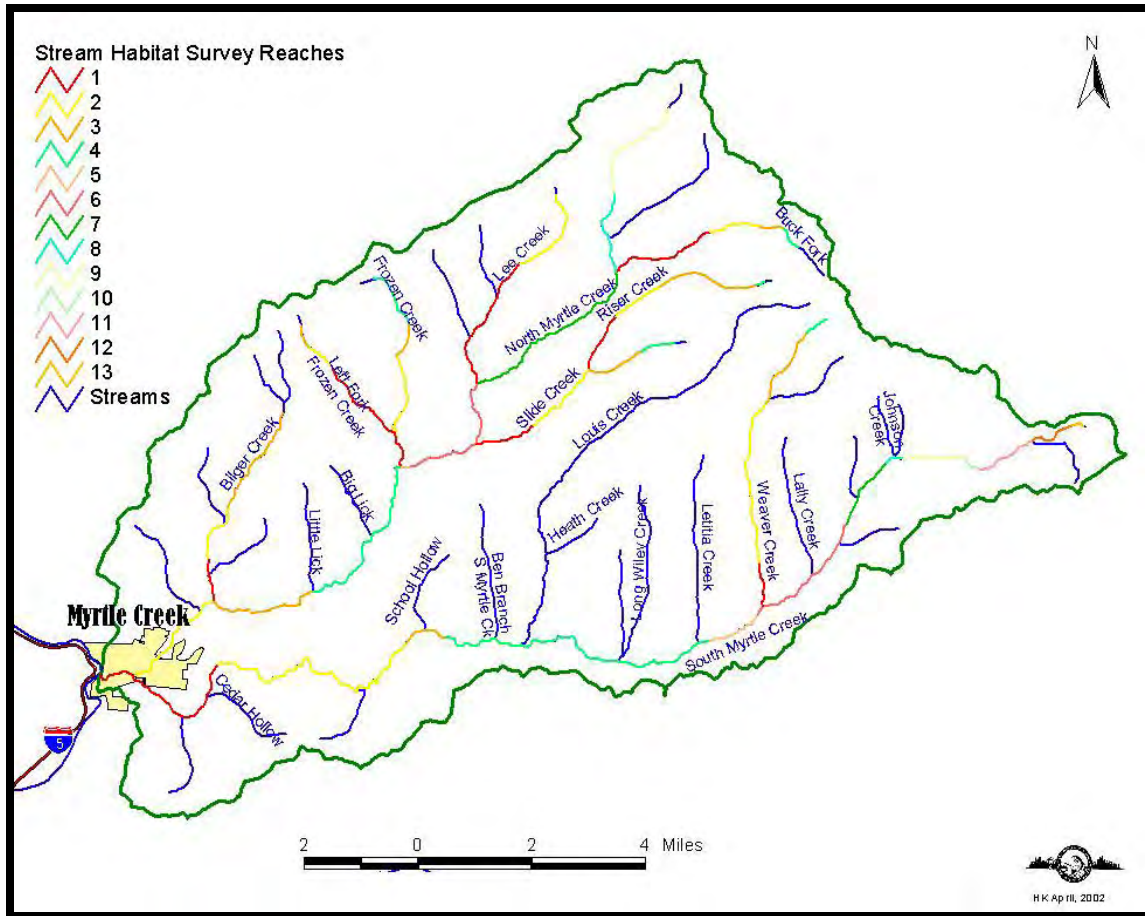 Stream Habitat Survey Reaches
1
2
3
4
5
6
7
8
9
10
11
12
13
Streams
N
Buck Fork
Lee Creek
Frozen Creek
North Myrtle Creek
Riser Creek
Left Fork
Frozen Creek
Slide Creek
Louis Creek
Johnson
Creek
Bilger Creek
Big Lick
Little Lick
Heath Creek
Weaver Creek
Lally Creek
Letitia Creek
Long Wiley Creek
School Hollow
Ben Branch
S Myrtle Ck
South Myrtle Creek
Myrtle Creek
Cedar Hollow
5
2 0 2 4 Miles
HK April, 2002